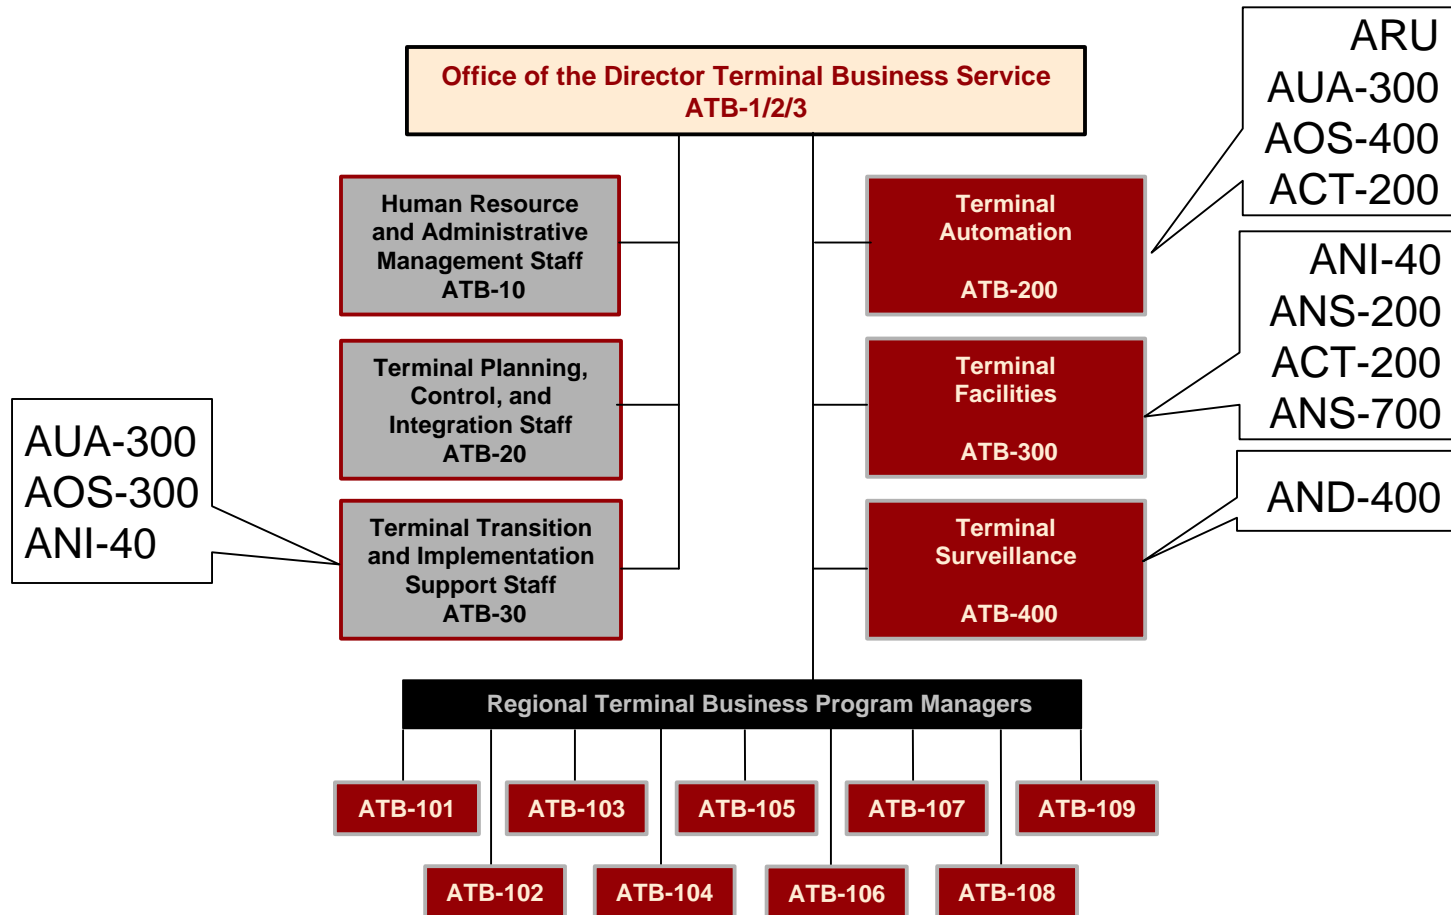 Office of the Director Terminal Business Service
ATB-1/2/3
ARU
AUA-300
AOS-400
ACT-200
Human Resource
and Administrative
Management Staff
ATB-10
Terminal
Automation
ATB-200
ANI-40
ANS-200
ACT-200
ANS-700
Terminal Planning,
Control, and
Integration Staff
ATB-20
Terminal
Facilities
ATB-300
AUA-300
AOS-300
ANI-40
Terminal Transition
and Implementation
Support Staff
ATB-30
Terminal
Surveillance
ATB-400
AND-400
Regional Terminal Business Program Managers
ATB-101
ATB-103
ATB-105
ATB-107
ATB-109
ATB-102
ATB-104
ATB-106
ATB-108